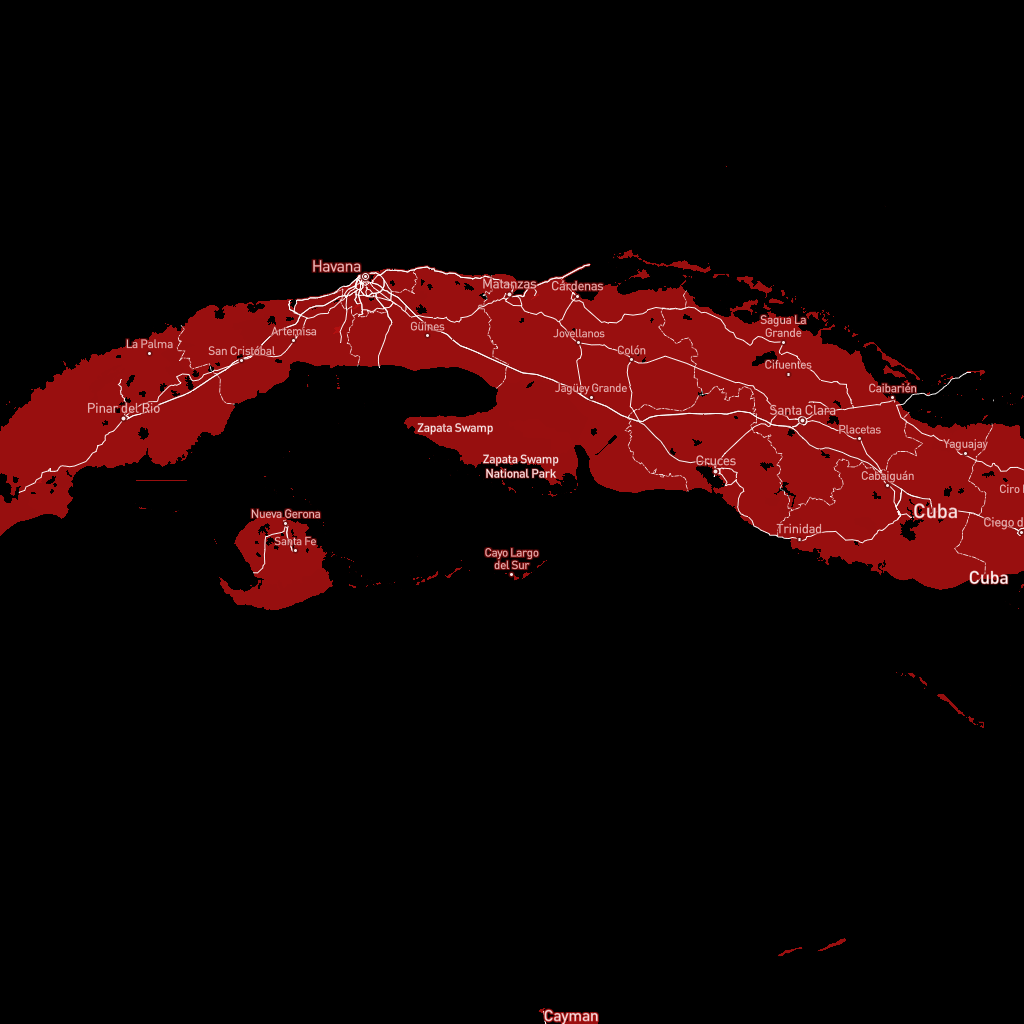 Havana
Matanzas
Cárdenas
Sagua La
Grande
Artemisa
Güines
Jovellanos
La Palma
San Cristóbal
Colón
Cifuentes
Jagüey Grande
Caibarién
Pinar del Río
Santa Clara
Zapata Swamp
Placetas
Yaguajay
Zapata Swamp
National Park
Cruces
Cabaiguán
Ciro
Nueva Gerona
Cuba
Ciego d
Trinidad
Santa Fe
Cayo Largo
del Sur
Cuba
Cayman